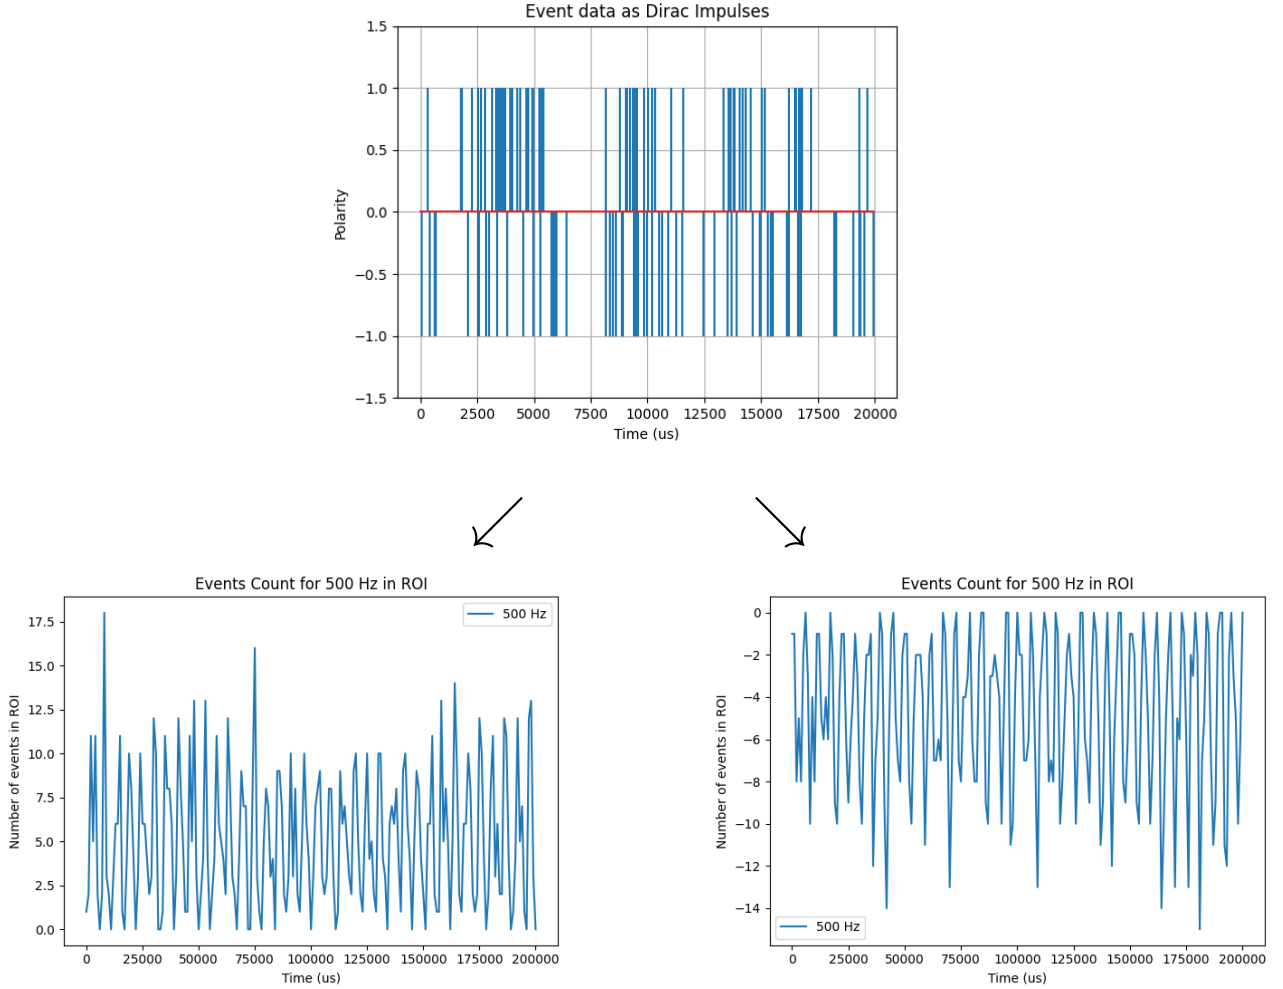 Event data as Dirac Impulses
1.5
1.0
0.5
0.0
−0.5
−1.0
−1.5
Polarity
0 2500 5000 7500 10000 12500 15000 17500 20000
Time (us)
Events Count for 500 Hz in ROI
500 Hz
17.5
15.0
12.5
10.0
7.5
5.0
2.5
0.0
Number of events in ROI
0 25000 50000 75000 100000 125000 150000 175000 200000
Time (us)
Events Count for 500 Hz in ROI
0
−2
−4
−6
−8
−10
−12
−14
Number of events in ROI
500 Hz
0 25000 50000 75000 100000 125000 150000 175000 200000
Time (us)